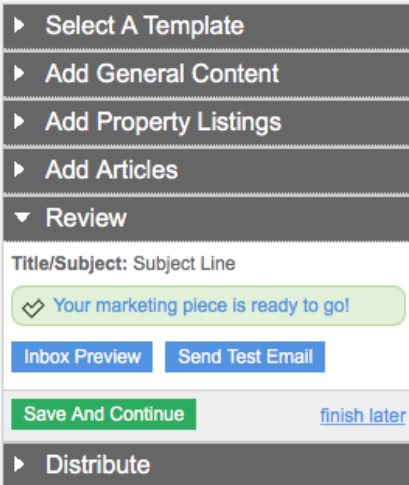 Select A Template
Add General Content
Add Property Listings
Add Articles
Review
Title/Subject: Subject Line
Your marketing piece is ready to go!
Inbox Preview Send Test Email
Save And Continue finish later
Distribute